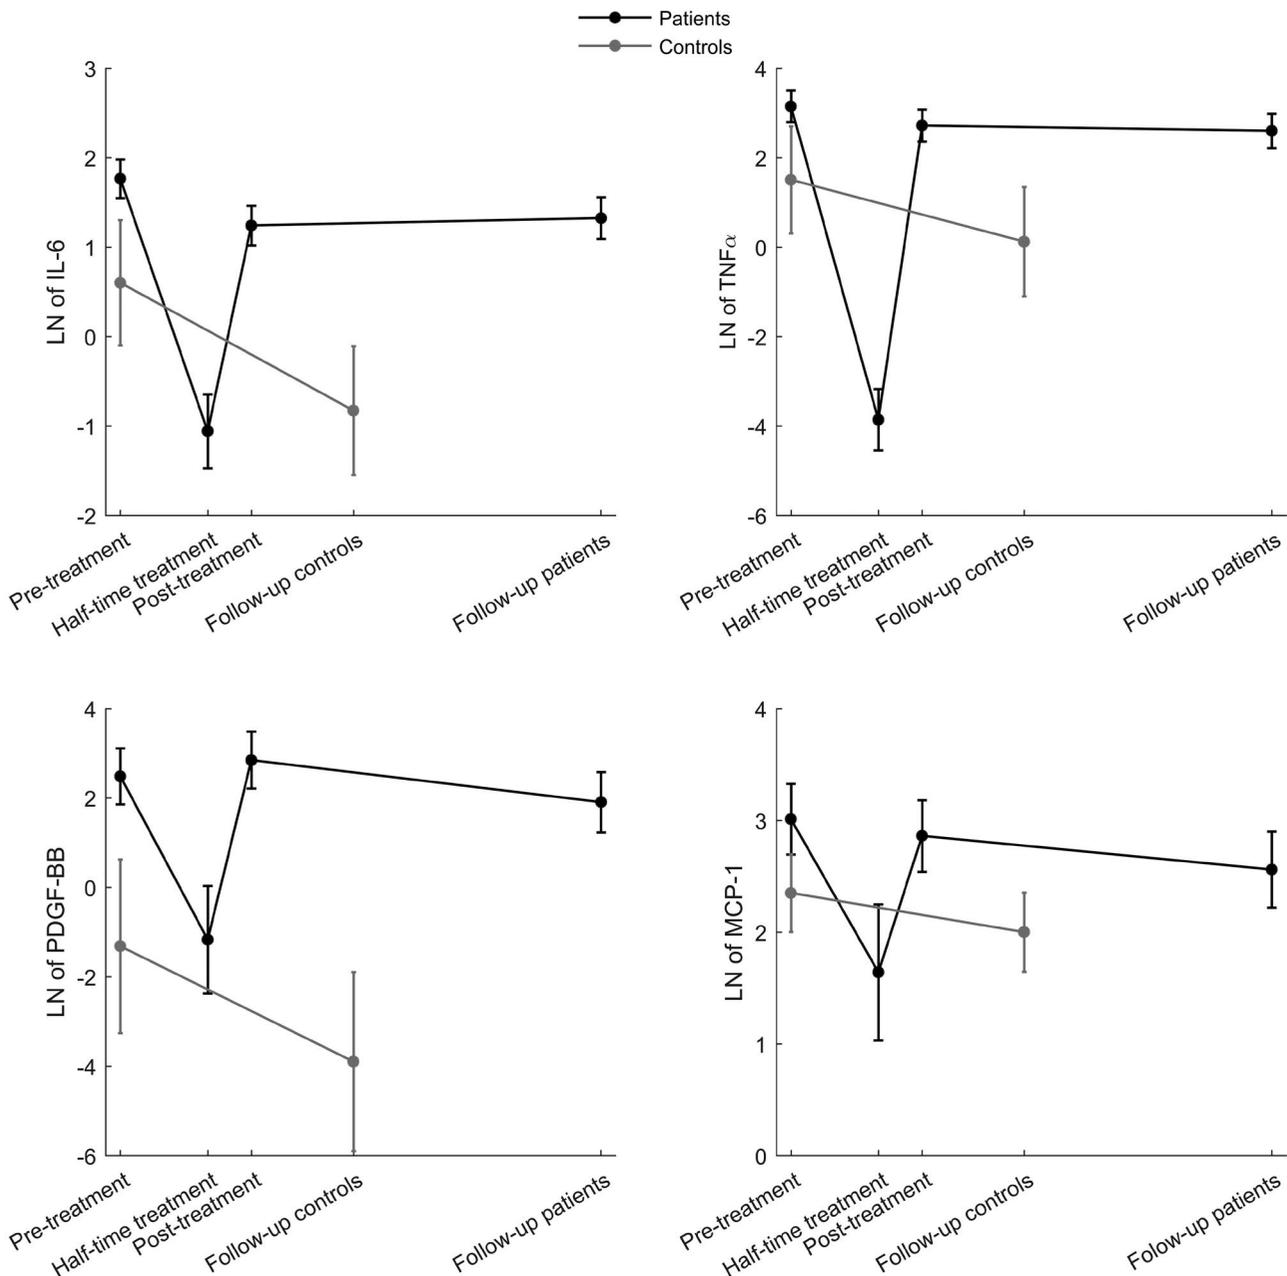 Patients
Controls
3
2
1
0
-1
-2
LN of IL-6
Pre-treatment
Half-time treatment
Post-treatment
Follow-up controls
Follow-up patients
4
2
0
-2
-4
-6
LN of TNFα
Pre-treatment
Half-time treatment
Post-treatment
Follow-up controls
Follow-up patients
4
2
0
-2
-4
-6
LN of PDGF-BB
Pre-treatment
Half-time treatment
Post-treatment
Follow-up controls
Follow-up patients
4
3
2
1
0
LN of MCP-1
Pre-treatment
Half-time treatment
Post-treatment
Follow-up controls
Folow-up patients